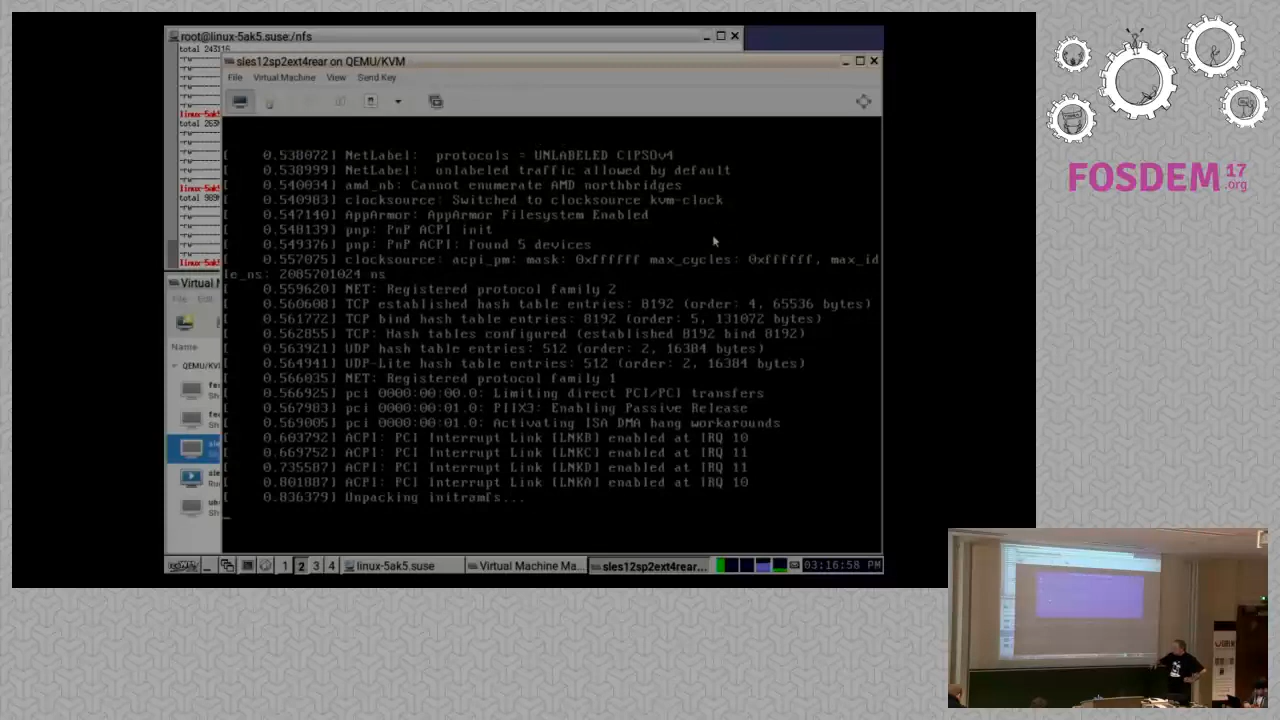 root@linux-5ak5.suse:/nfs
total 243116
sles12sp2ext4rear on QEMU/KVM
File Virtual Machine View Send Key
[ 0.538072] NetLabel: protocols = UNLABELED CIPSOv4
[ 0.538999] NetLabel: unlabeled traffic allowed by default
[ 0.540034] amd_nb: Cannot enumerate AMD northbridges
[ 0.540983] clocksource: Switched to clocksource kvm-clock
[ 0.547140] AppArmor: AppArmor Filesystem Enabled
[ 0.548139] pnp: PnP ACPI init
[ 0.549376] pnp: PnP ACPI: found 5 devices
[ 0.557075] clocksource: acpi_pm: mask: 0xffffff max_cycles: 0xffffff, max_id
le_ns: 2085701024 ns
[ 0.559620] NET: Registered protocol family 2
[ 0.560608] TCP established hash table entries: 8192 (order: 4, 65536 bytes)
[ 0.561772] TCP bind hash table entries: 8192 (order: 5, 131072 bytes)
[ 0.562855] TCP: Hash tables configured (established 8192 bind 8192)
[ 0.563921] UDP hash table entries: 512 (order: 2, 16384 bytes)
[ 0.564941] UDP-Lite hash table entries: 512 (order: 2, 16384 bytes)
[ 0.566035] NET: Registered protocol family 1
[ 0.566925] pci 0000:00:00.0: Limiting direct PCI/PCI transfers
[ 0.567983] pci 0000:00:01.0: PIIX3: Enabling Passive Release
[ 0.569005] pci 0000:00:01.0: Activating ISA DMA hang workarounds
[ 0.603792] ACPI: PCI Interrupt Link [LNKB] enabled at IRQ 10
[ 0.669752] ACPI: PCI Interrupt Link [LNKC] enabled at IRQ 11
[ 0.735587] ACPI: PCI Interrupt Link [LNKD] enabled at IRQ 11
[ 0.801887] ACPI: PCI Interrupt Link [LNKA] enabled at IRQ 10
[ 0.836379] Unpacking initramfs...
Virtual
File Edit
Name
QEMU/KV
1 2 3 4 linux-5ak5.suse Virtual Machine Ma... sles12sp2ext4rear... 03:16:58 PM
FOSDEM 17
.org